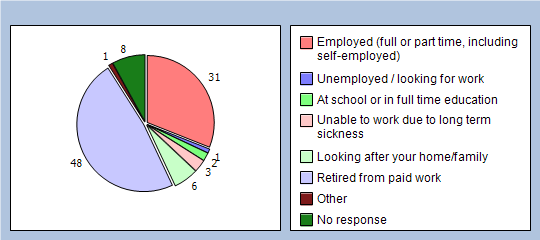 8
1
31
1
2
3
6
48
Employed (full or part time, including
self-employed)
Unemployed / looking for work
At school or in full time education
Unable to work due to long term
sickness
Looking after your home/family
Retired from paid work
Other
No response